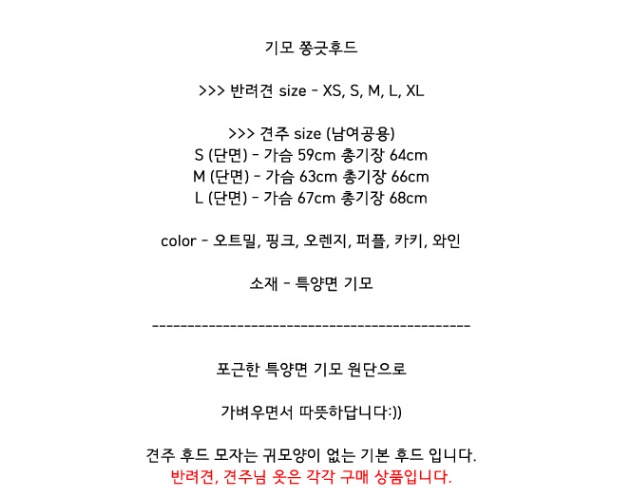 기모 쫑긋후드
>>> 반려견 size - XS, S, M, L, XL
>>> 견주 size (남여공용)
S (단면) - 가슴 59cm 총기장 64cm
M (단면) - 가슴 63cm 총기장 66cm
L (단면) - 가슴 67cm 총기장 68cm
color - 오트밀, 핑크, 오렌지, 퍼플, 카키, 와인
소재 - 특양면 기모
---------------------------------------------
포근한 특양면 기모 원단으로
가벼우면서 따뜻하답니다:))
견주 후드 모자는 귀모양이 없는 기본 후드 입니다.
반려견, 견주님 옷은 각각 구매 상품입니다.